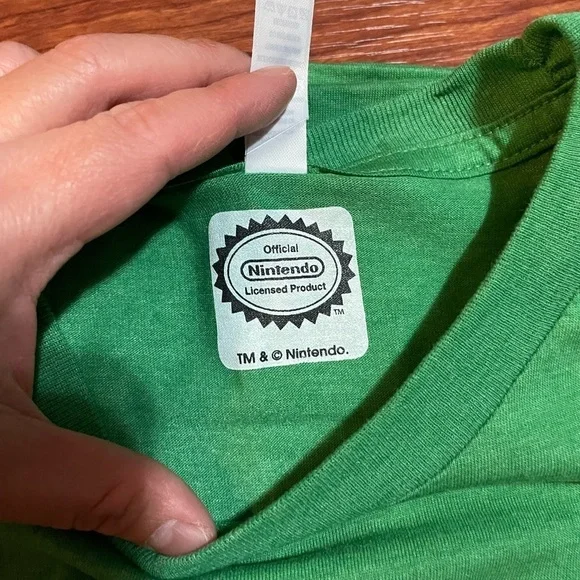 Official
Nintendo
Licensed Product
TM
TM & © Nintendo.